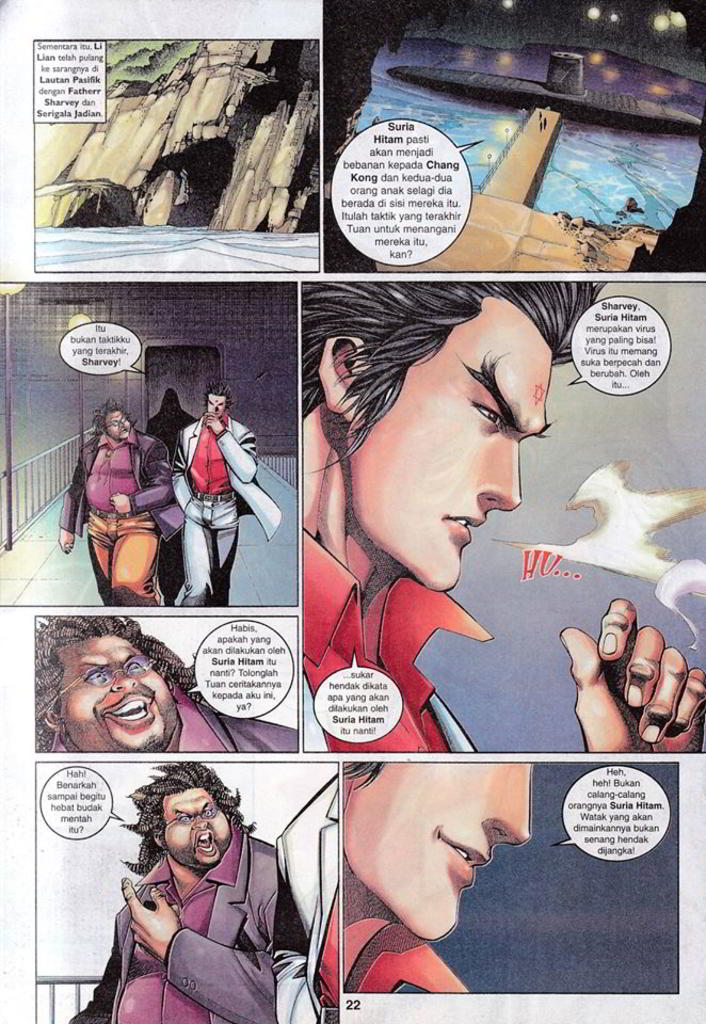 Sementara itu, Li
Lian telah pulang
ke sarangnya di
Lautan Pasifik
dengan Fatherr
Sharvey dan
Serigala Jadian.
Suria
Hitam pasti
akan menjadi
bebanan kepada Chang
Kong dan kedua-dua
orang anak selagi dia
berada di sisi mereka itu.
Itulah taktik yang terakhir
Tuan untuk menangani
mereka itu,
kan?
Itu
bukan taktikku
yang terakhir,
Sharvey!
Sharvey,
Suria Hitam
merupakan virus
yang paling bisa!
Virus itu memang
suka berpecah dan
berubah. Oleh
itu...
HU...
...sukar
hendak dikata
apa yang akan
dilakukan oleh
Suria Hitam
itu nanti!
Habis,
apakah yang
akan dilakukan oleh
Suria Hitam itu
nanti? Tolonglah
Tuan ceritakannya
kepada aku ini,
ya?
Hah!
Benarkah
sampai begitu
hebat budak
mentah
itu?
Heh,
heh! Bukan
calang-calang
orangnya Suria Hitam.
Watak yang akan
dimainkannya bukan
senang hendak
dijangka!
22